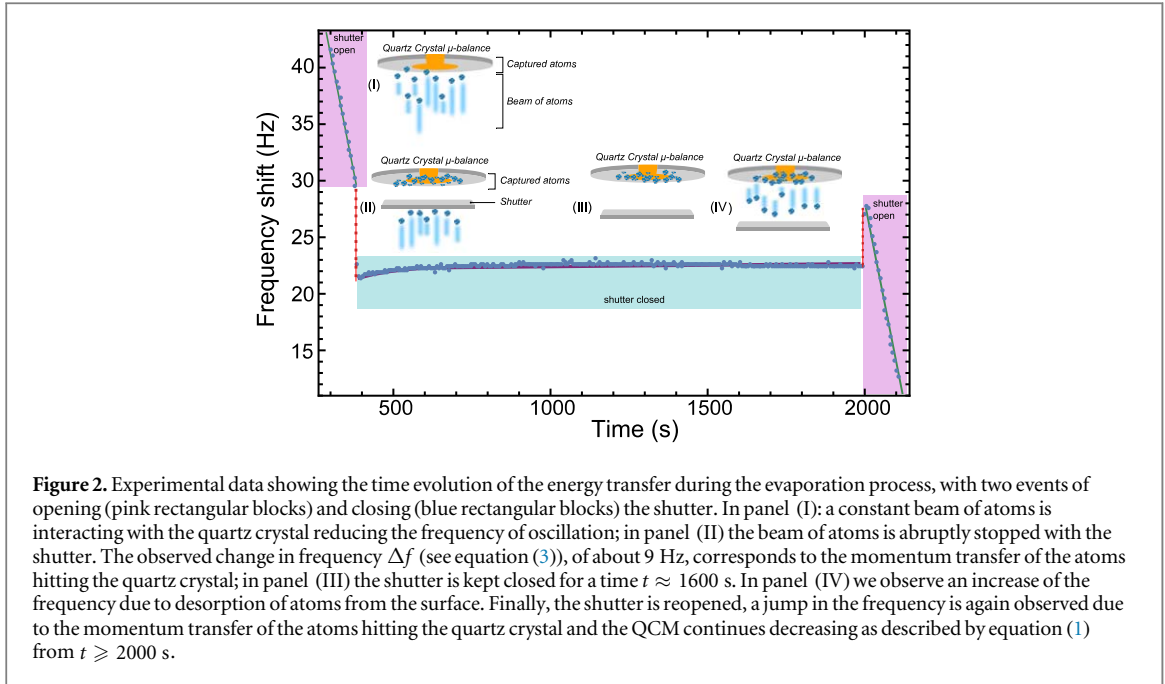 shutter
open
Quartz Crystal μ-balance
Captured atoms
(I)
Beam of atoms
40
35
30
25
20
15
Frequency shift (Hz)
Quartz Crystal μ-balance
Captured atoms
Shutter
(II)
Quartz Crystal μ-balance
(III)
Quartz Crystal μ-balance
(IV)
shutter
open
shutter closed
500
1000
1500
2000
Time (s)
Figure 2. Experimental data showing the time evolution of the energy transfer during the evaporation process, with two events of
opening (pink rectangular blocks) and closing (blue rectangular blocks) the shutter. In panel (I): a constant beam of atoms is
interacting with the quartz crystal reducing the frequency of oscillation; in panel (II) the beam of atoms is abruptly stopped with the
shutter. The observed change in frequency Δf (see equation (3)), of about 9 Hz, corresponds to the momentum transfer of the atoms
hitting the quartz crystal; in panel (III) the shutter is kept closed for a time t ≈ 1600 s. In panel (IV) we observe an increase of the
frequency due to desorption of atoms from the surface. Finally, the shutter is reopened, a jump in the frequency is again observed due
to the momentum transfer of the atoms hitting the quartz crystal and the QCM continues decreasing as described by equation (1)
from t ⩾ 2000 s.